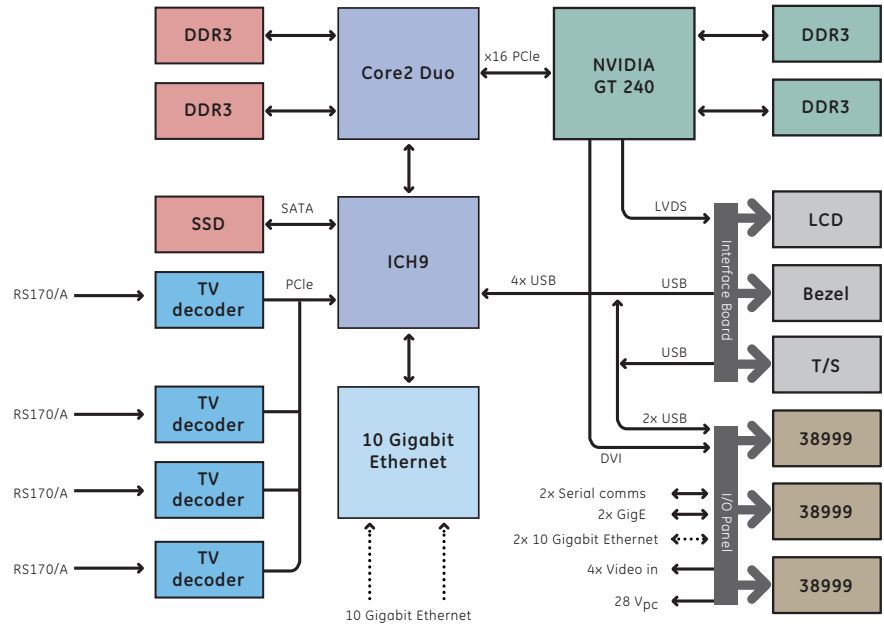 DDR3
DDR3
Core2 Duo
x16 PCIe
NVIDIA
GT 240
DDR3
DDR3
SSD
SATA
ICH9
LVDS
LCD
RS170/A
TV
decoder
PCIe
4x USB
USB
Bezel
Interface Board
USB
T/S
RS170/A
TV
decoder
10 Gigabit
Ethernet
2x USB
DVI
38999
RS170/A
TV
decoder
2x Serial comms
2x GigE
2x 10 Gigabit Ethernet
I/O Panel
38999
RS170/A
TV
decoder
4x Video in
28 Vpc
38999
10 Gigabit Ethernet